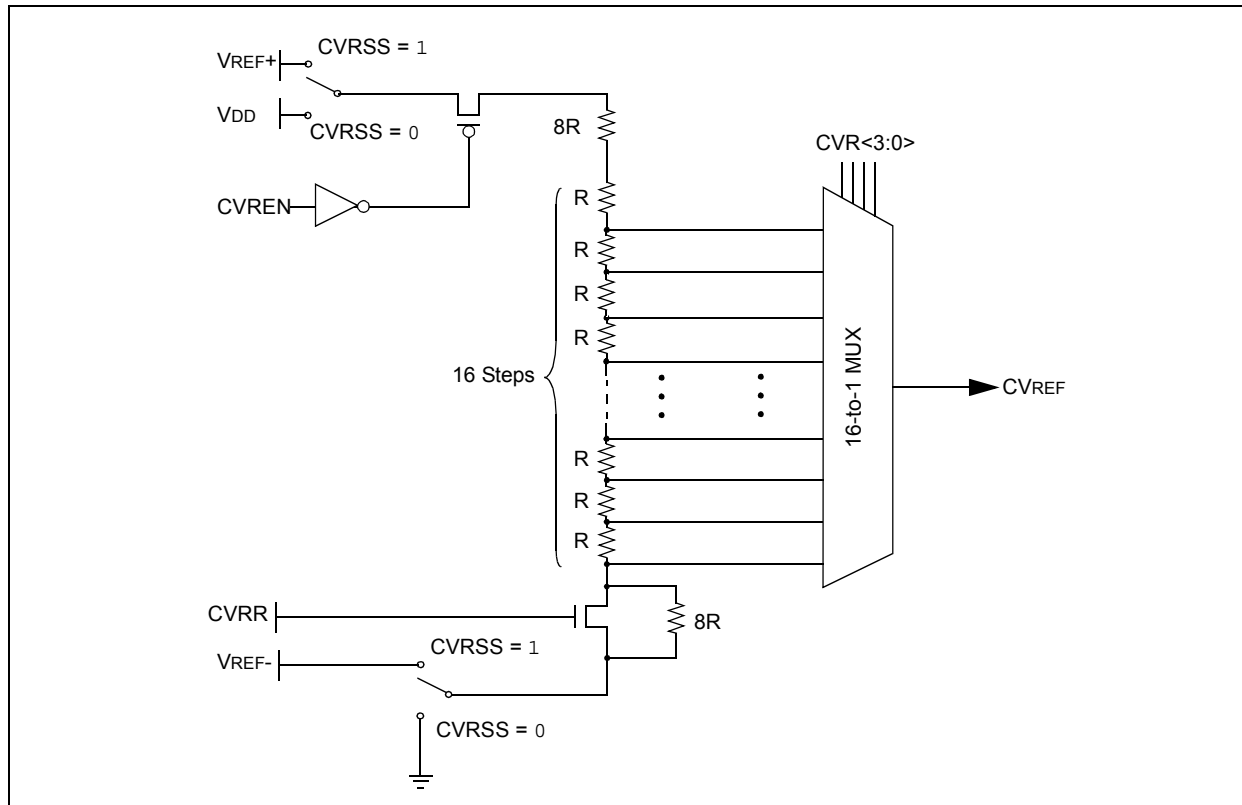 CVRSS = 1
VREF+
VDD
CVRSS = 0
8R
CVR<3:0>
CVREN
R
R
R
R
16 Steps
16-to-1 MUX
CVREF
R
R
R
CVRR
8R
CVRSS = 1
VREF-
CVRSS = 0